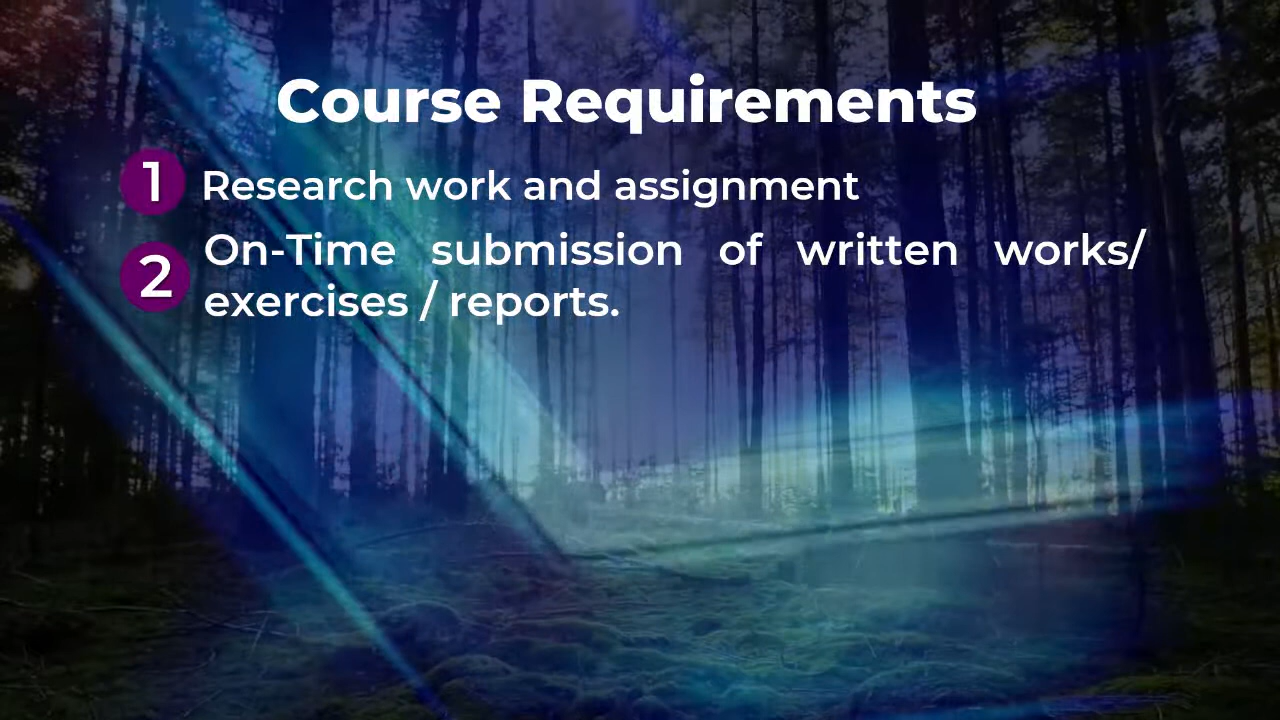 Course Requirements
1 Research work and assignment
2 On-Time submission of written works/
exercises / reports.